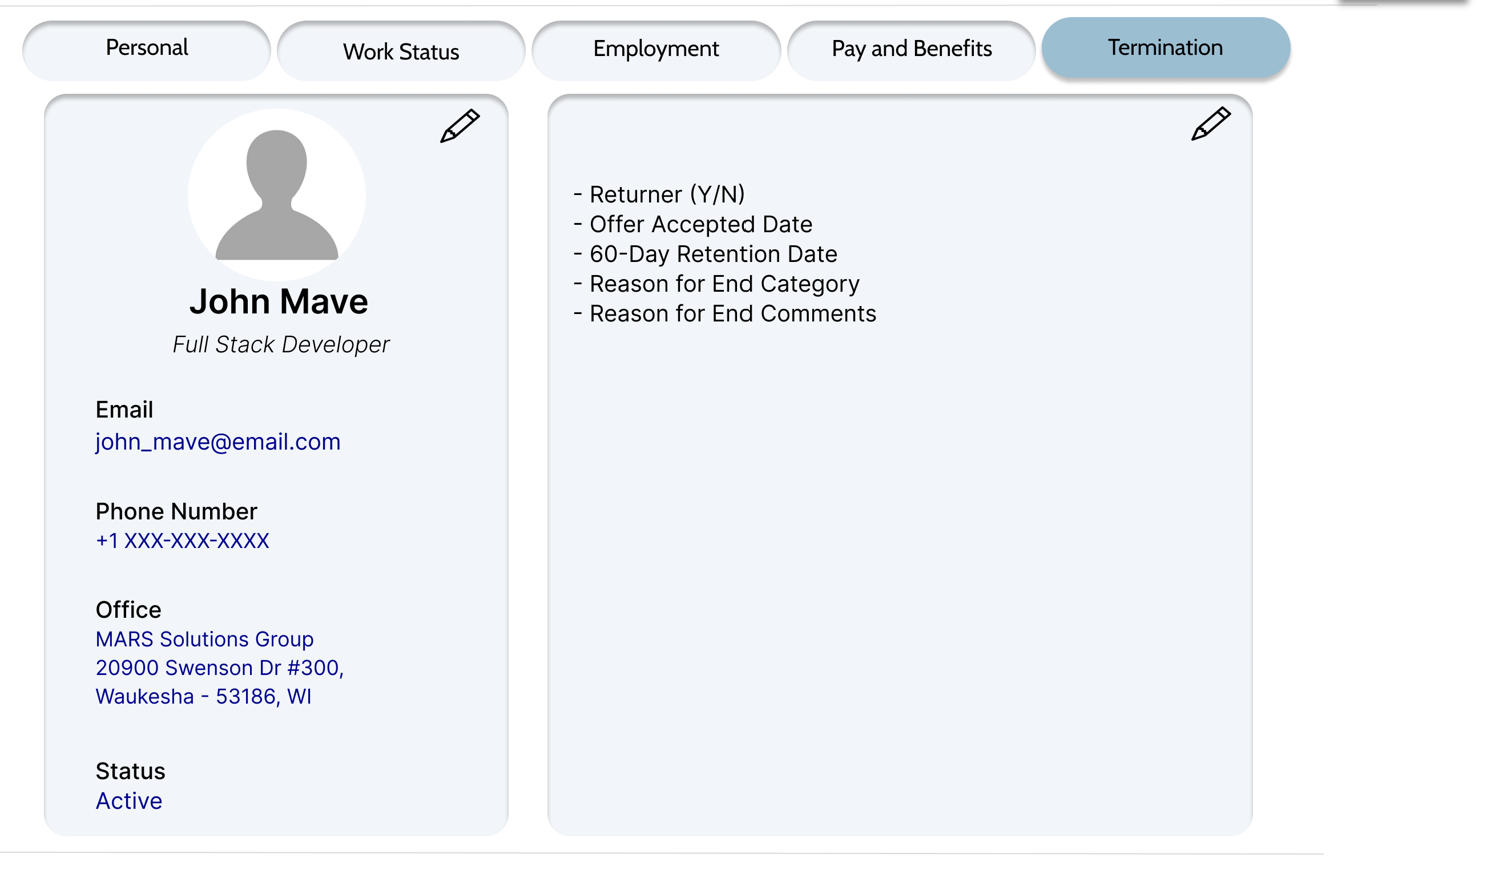 Personal
Work Status
Employment
Pay and Benefits
Termination
John Mave
Full Stack Developer
Email
john_mave@email.com
Phone Number
+1 XXX-XXX-XXXX
Office
MARS Solutions Group
20900 Swenson Dr #300,
Waukesha - 53186, WI
Status
Active
- Returner (Y/N)
- Offer Accepted Date
- 60-Day Retention Date
- Reason for End Category
- Reason for End Comments